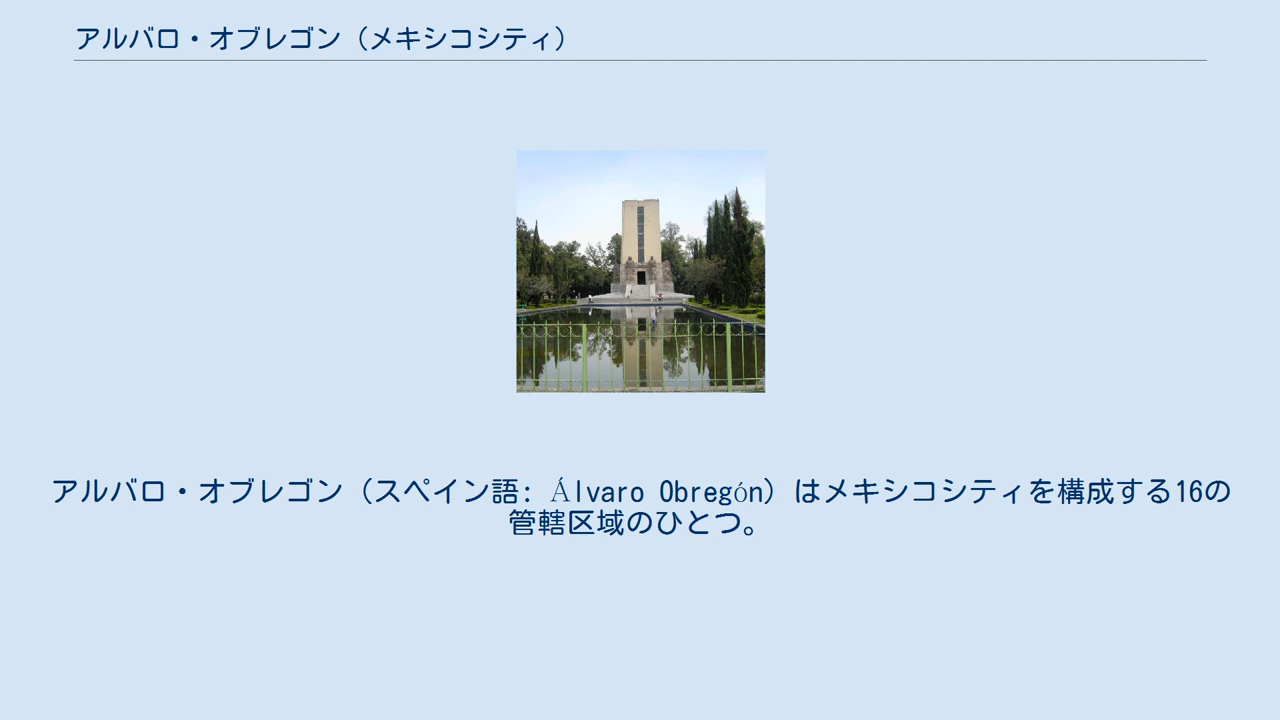 アルバロ・オブレゴン（メキシコシティ）
アルバロ・オブレゴン（スペイン語: Álvaro Obregón）はメキシコシティを構成する16の
管轄区域のひとつ。